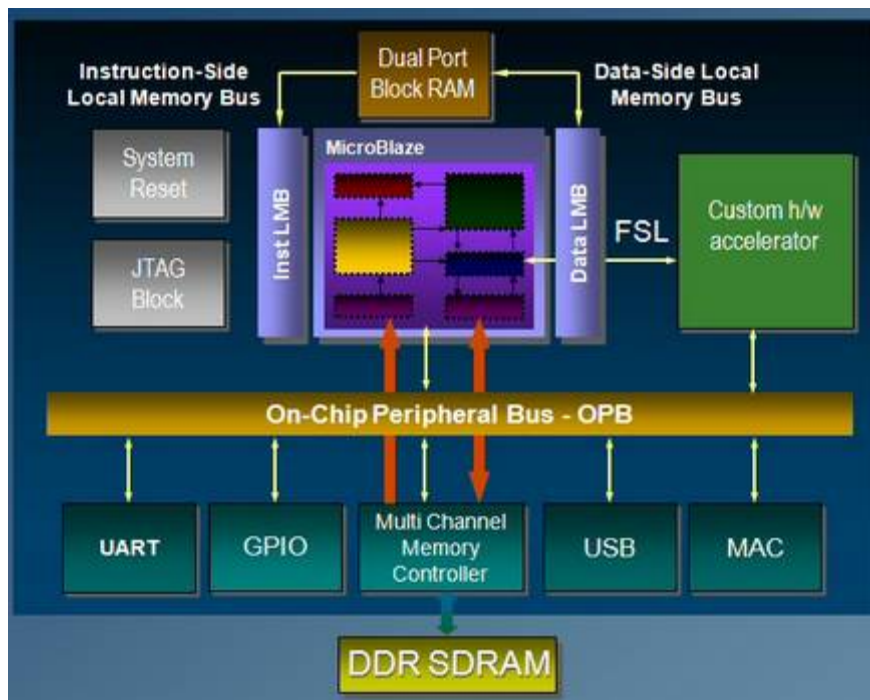 Dual Port
Block RAM
Instruction-Side
Local Memory Bus
Data-Side Local
Memory Bus
System
Reset
JTAG
Block
Inst LMB
MicroBlaze
Data LMB
FSL
Custom h/w
accelerator
On-Chip Peripheral Bus - OPB
UART
GPIO
Multi Channel
Memory
Controller
USB
MAC
DDR SDRAM